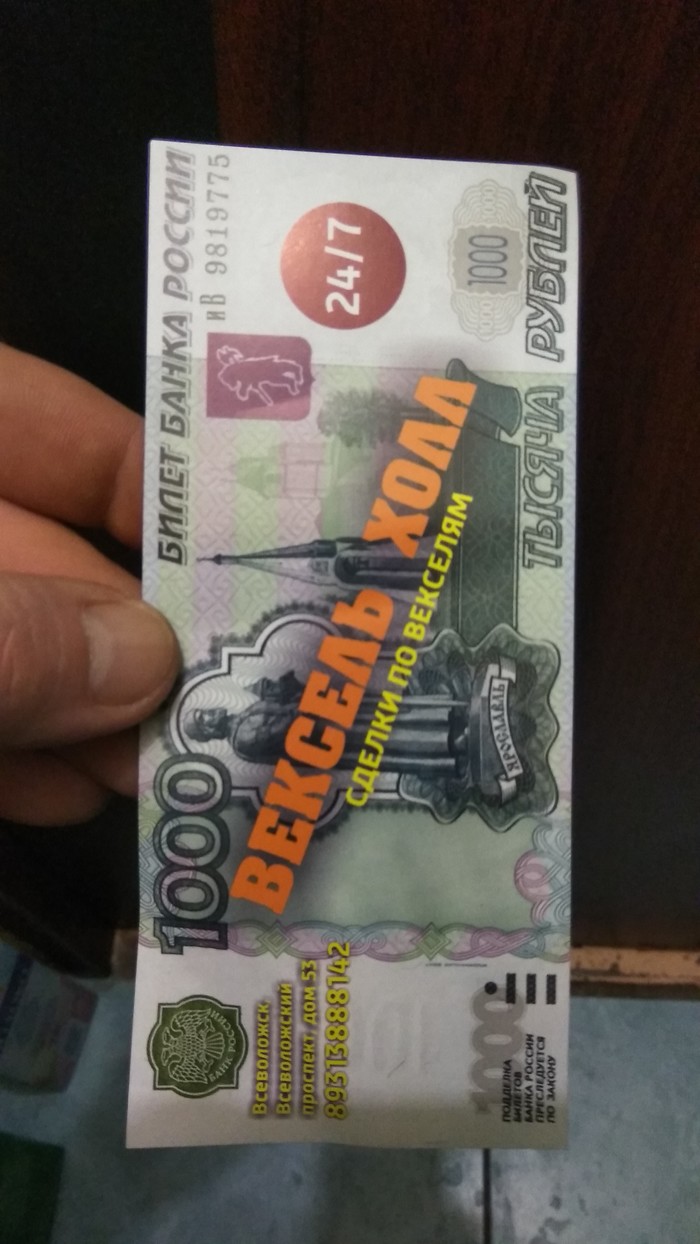 БИЛЕТ БАНКА РОССИИ
иВ 9819775
24/7
1000
1000
ВЕКСЕЛЬ ХОЛЛ
СДЕЛКИ ПО ВЕКСЕЛЯМ
ЯРОСЛАВЛЬ
ТЫСЯЧА РУБЛЕЙ
БАНК РОССИИ
Всеволожск,
Всеволожский
проспект дом 53
89313888142
1000
ПОДДЕЛКА
БИЛЕТОВ
БАНКА РОССИИ
ПРЕСЛЕДУЕТСЯ
ПО ЗАКОНУ